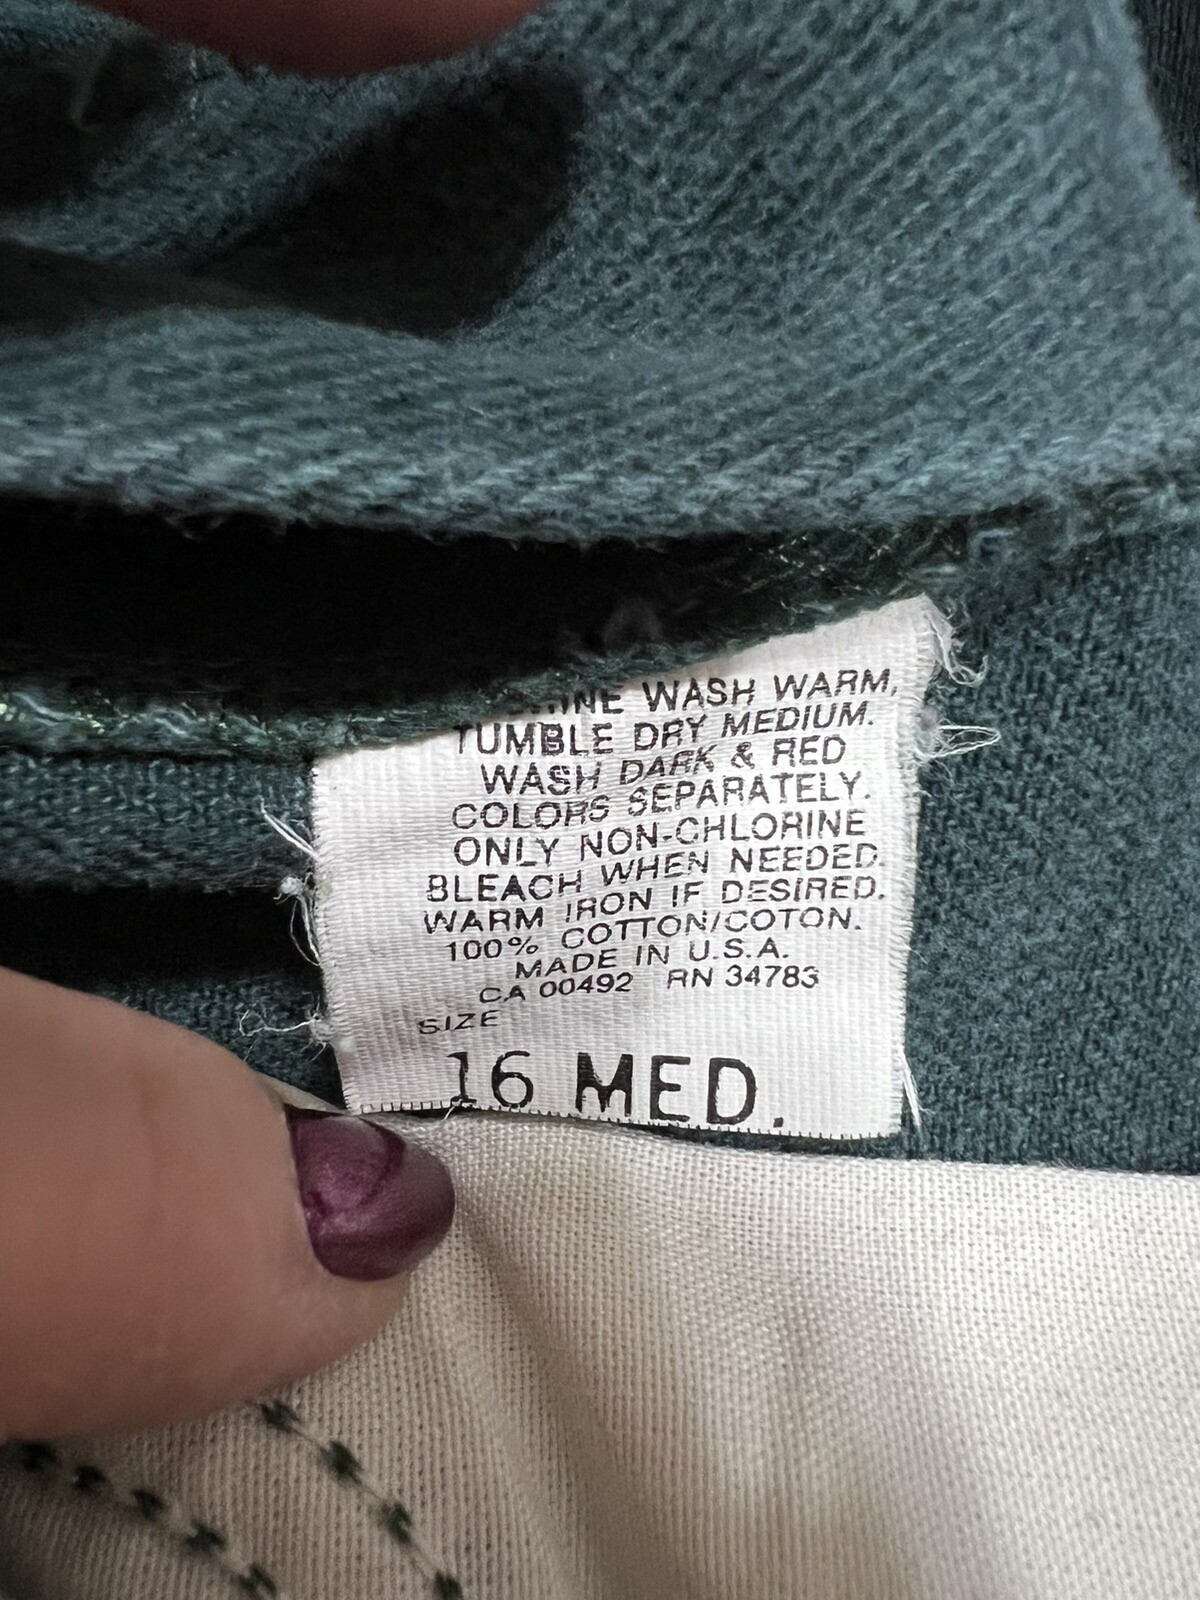 WASH WARM,
TUMBLE DRY MEDIUM.
WASH DARK & RED
COLORS SEPARATELY.
ONLY NON-CHLORINE
BLEACH WHEN NEEDED.
WARM IRON IF DESIRED.
100% COTTON/COTON.
MADE IN U.S.A.
CA 00492 RN 34783
SIZE
16 MED.